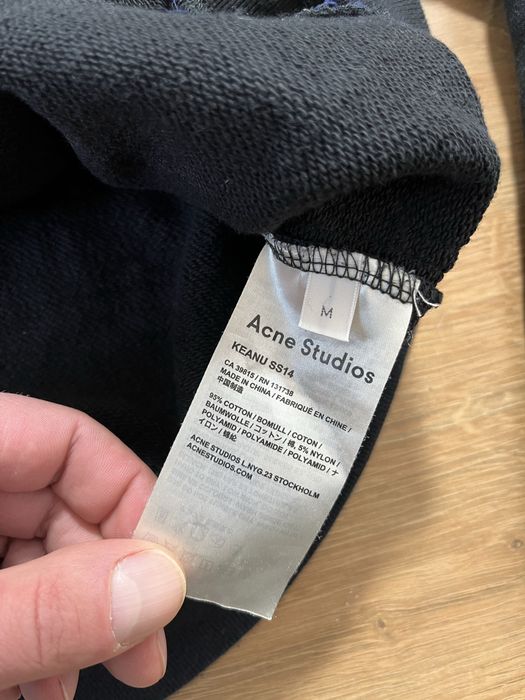 M
Acne Studios
KEANU SS14
CA 39815 / RN 131738
MADE IN CHINA / FABRIQUE EN CHINE /
中国制造
95% COTTON / BOMULL / COTON /
BAUMWOLLE / コットン / 棉, 5% NYLON /
POLYAMID / POLYAMIDE / POLYAMID / ナ
イロン / 锦纶
ACNE STUDIOS L.NYG.23 STOCKHOLM
ACNESTUDIOS.COM